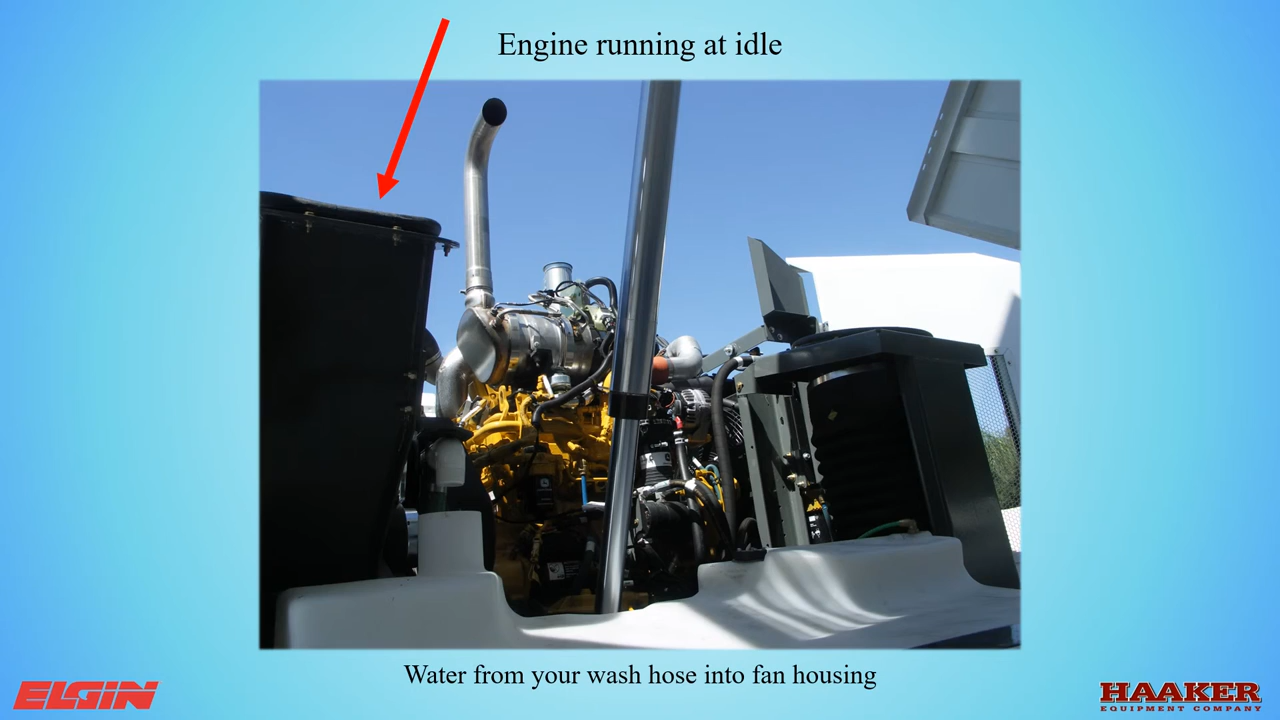 Engine running at idle
Water from your wash hose into fan housing
ELGIN
HAAKER
EQUIPMENT COMPANY